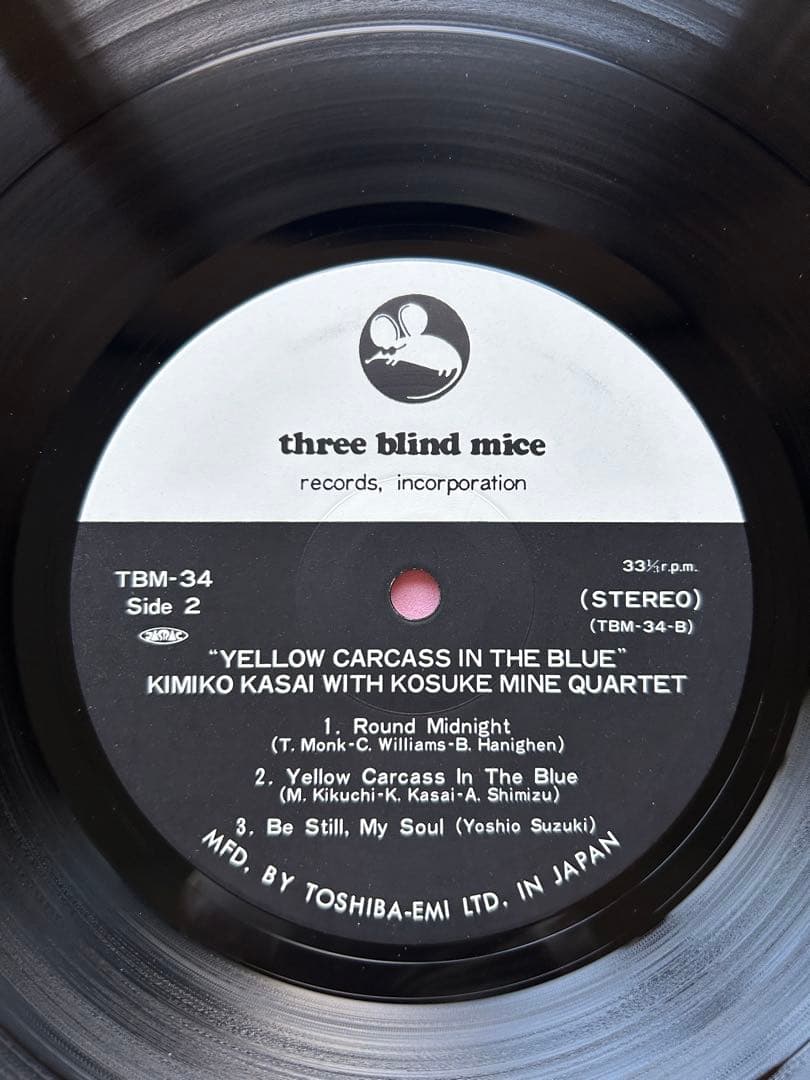 three blind mice
records, incorporation
TBM-34
Side 2
JASRAC
33⅓r.p.m.
(STEREO)
(TBM-34-B)
"YELLOW CARCASS IN THE BLUE"
KIMIKO KASAI WITH KOSUKE MINE QUARTET
1. Round Midnight
(T. Monk-C. Williams-B. Hanighen)
2. Yellow Carcass In The Blue
(M. Kikuchi-K. Kasai-A. Shimizu)
3. Be Still, My Soul (Yoshio Suzuki)
MFD. BY TOSHIBA-EMI LTD. IN JAPAN